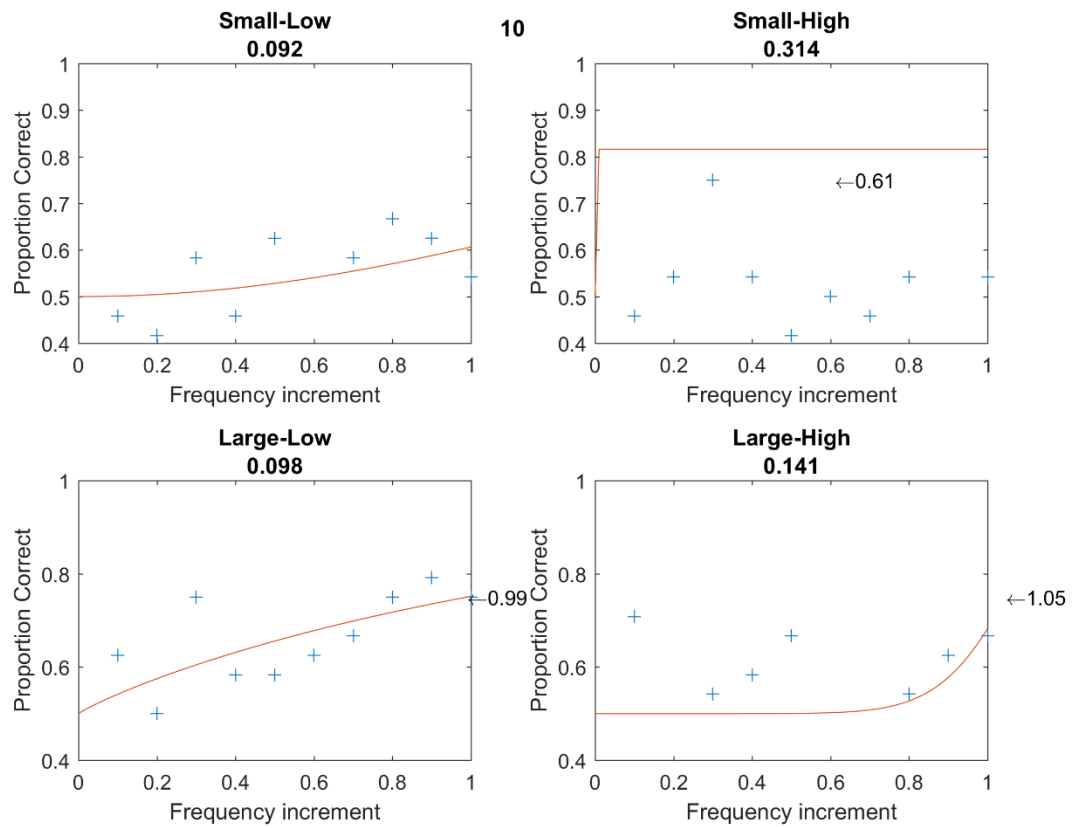 Small-Low
0.092
10
Small-High
0.314
Proportion Correct
1
0.9
0.8
0.7
0.6
0.5
0.4
0 0.2 0.4 0.6 0.8 1
Frequency increment
Proportion Correct
1
0.9
0.8
0.7
0.6
0.5
0.4
←0.61
0 0.2 0.4 0.6 0.8 1
Frequency increment
Large-Low
0.098
Proportion Correct
1
0.8
0.6
0.4
←0.99
0 0.2 0.4 0.6 0.8 1
Frequency increment
Large-High
0.141
Proportion Correct
1
0.8
0.6
0.4
←1.05
0 0.2 0.4 0.6 0.8 1
Frequency increment